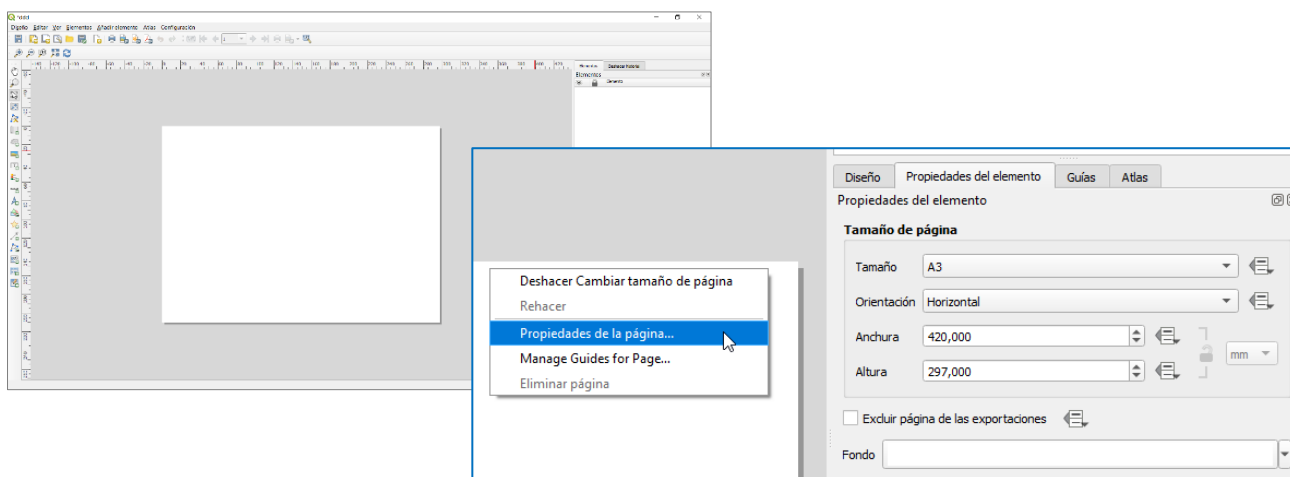 Diseño Editar Ver Elementos Añadir elemento Atlas Configuración
Elementos
Elementos
Deshacer Cambiar tamaño de página
Rehacer
Propiedades de la página...
Manage Guides for Page...
Eliminar página
Diseño Propiedades del elemento Guías Atlas
Propiedades del elemento
Tamaño de página
Tamaño A3
Orientación Horizontal
Anchura 420,000
mm
Altura 297,000
Excluir página de las exportaciones
Fondo